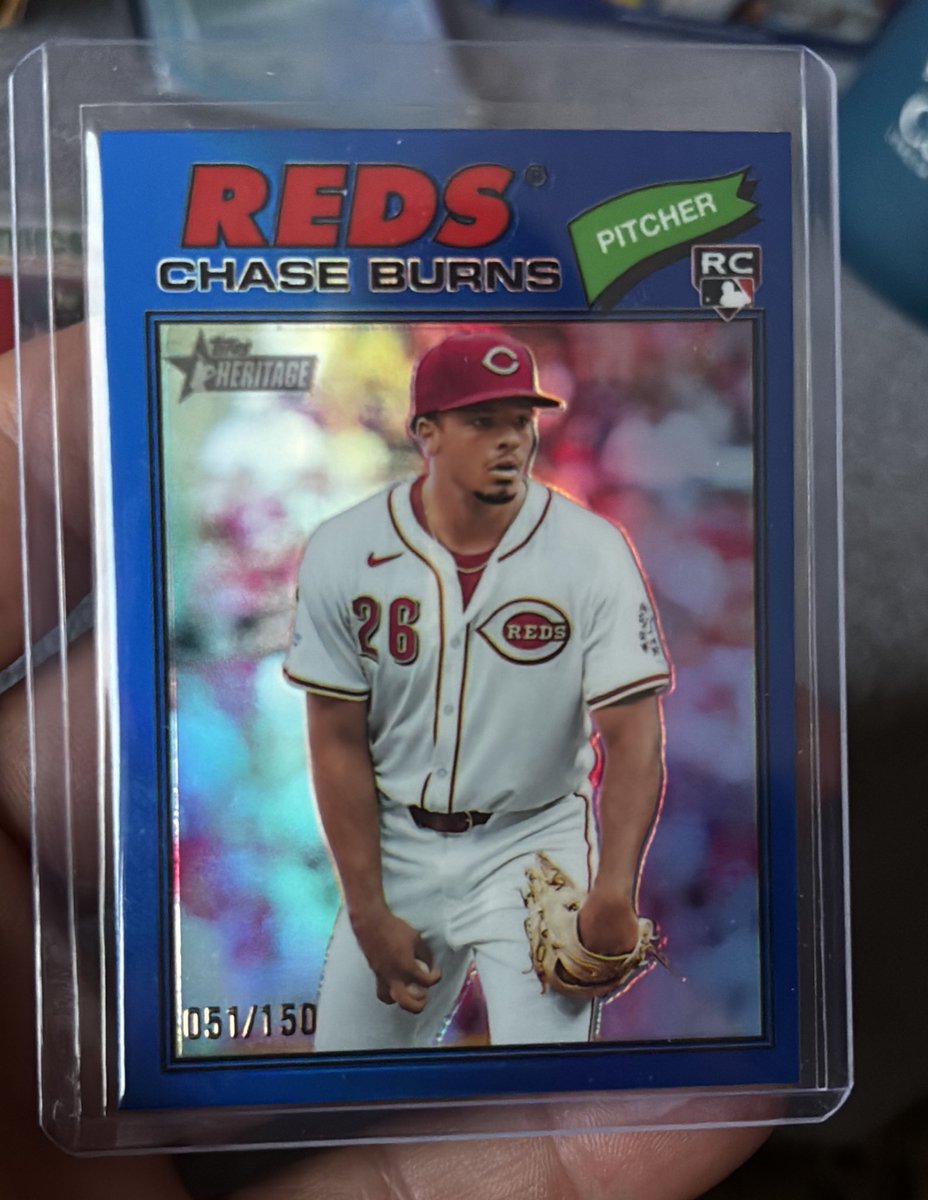 REDS
PITCHER
CHASE BURNS
RC
Topps
HERITAGE
26
REDS
051/150